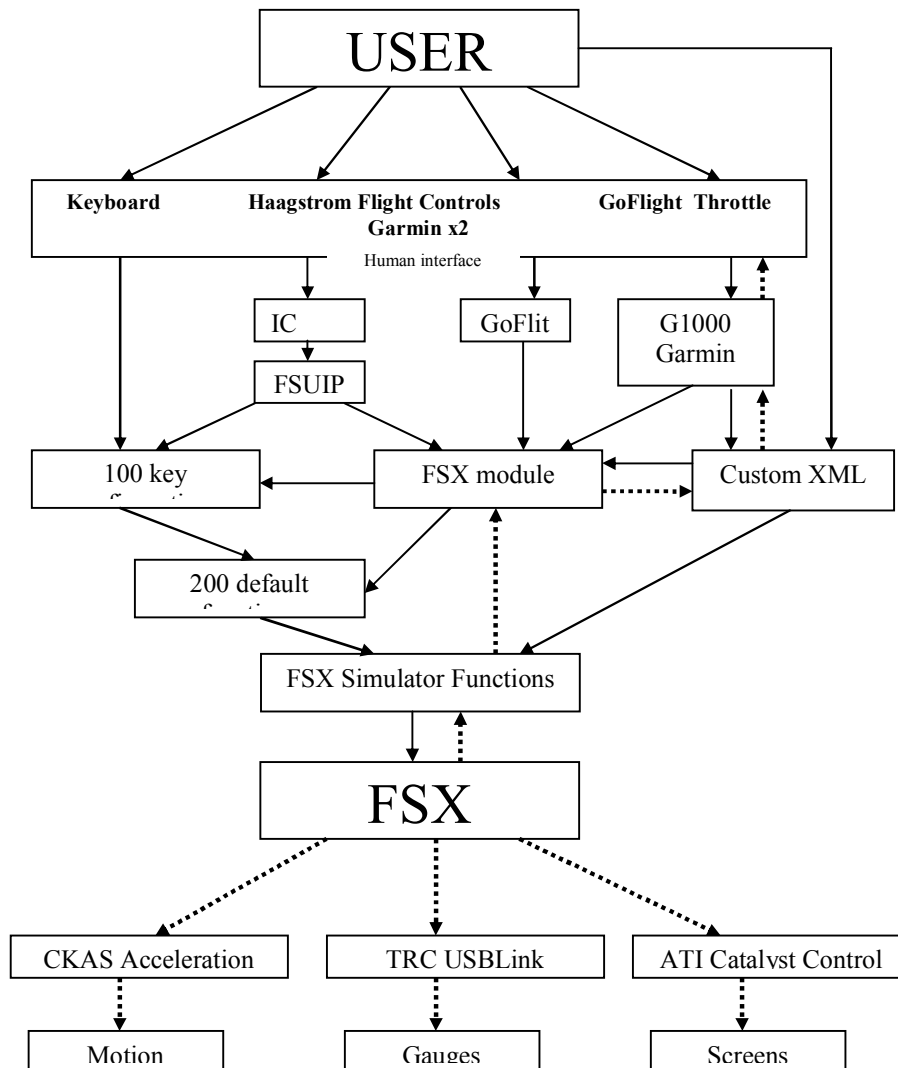 USER
Keyboard Haagstrom Flight Controls GoFlight Throttle
Garmin x2
Human interface
IC GoFlit G1000
Garmin
FSUIP
100 key FSX module Custom XML
200 default
FSX Simulator Functions
FSX
CKAS Acceleration TRC USBLink ATI Catalyst Control
Motion Gauges Screens